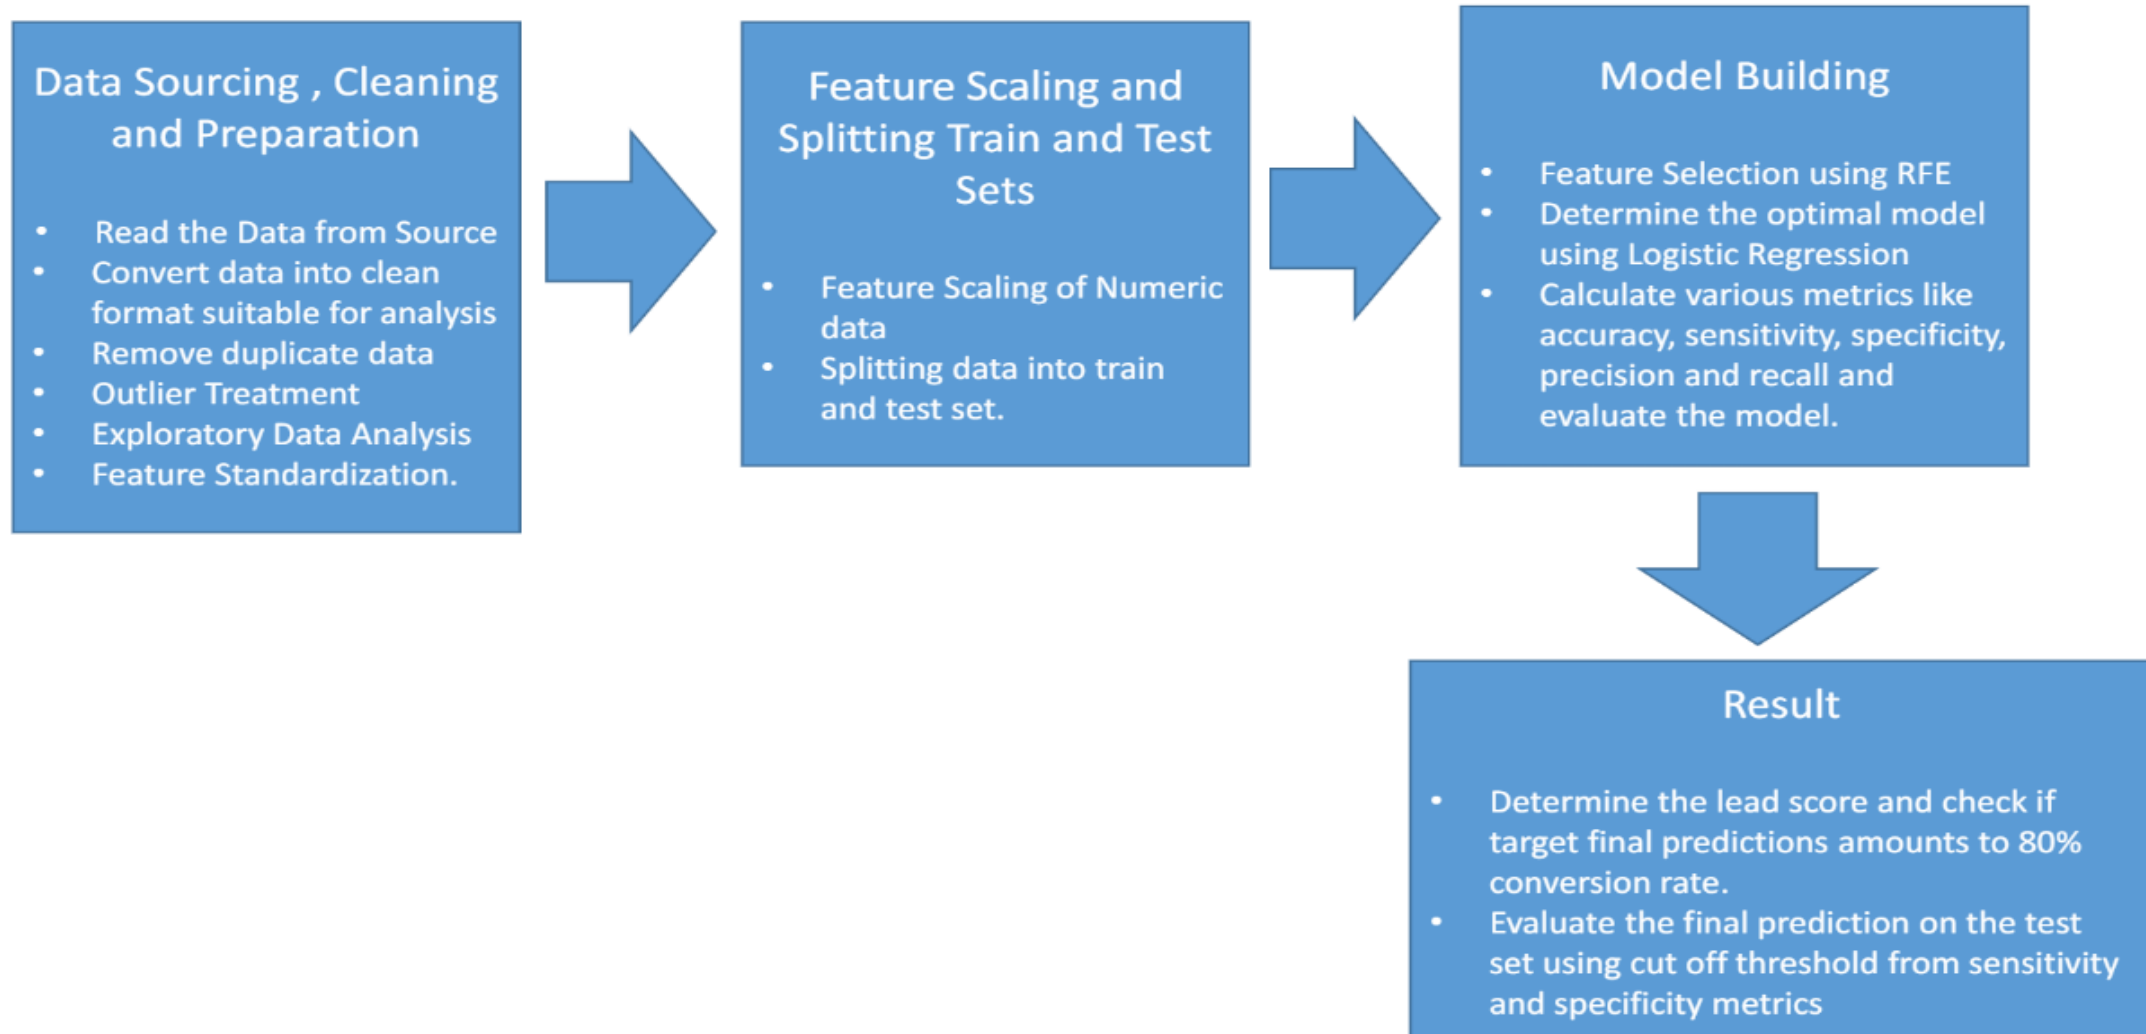 Data Sourcing , Cleaning
and Preparation
• Read the Data from Source
• Convert data into clean
format suitable for analysis
• Remove duplicate data
• Outlier Treatment
• Exploratory Data Analysis
• Feature Standardization.
Feature Scaling and
Splitting Train and Test
Sets
• Feature Scaling of Numeric
data
• Splitting data into train
and test set.
Model Building
• Feature Selection using RFE
• Determine the optimal model
using Logistic Regression
• Calculate various metrics like
accuracy, sensitivity, specificity,
precision and recall and
evaluate the model.
Result
• Determine the lead score and check if
target final predictions amounts to 80%
conversion rate.
• Evaluate the final prediction on the test
set using cut off threshold from sensitivity
and specificity metrics